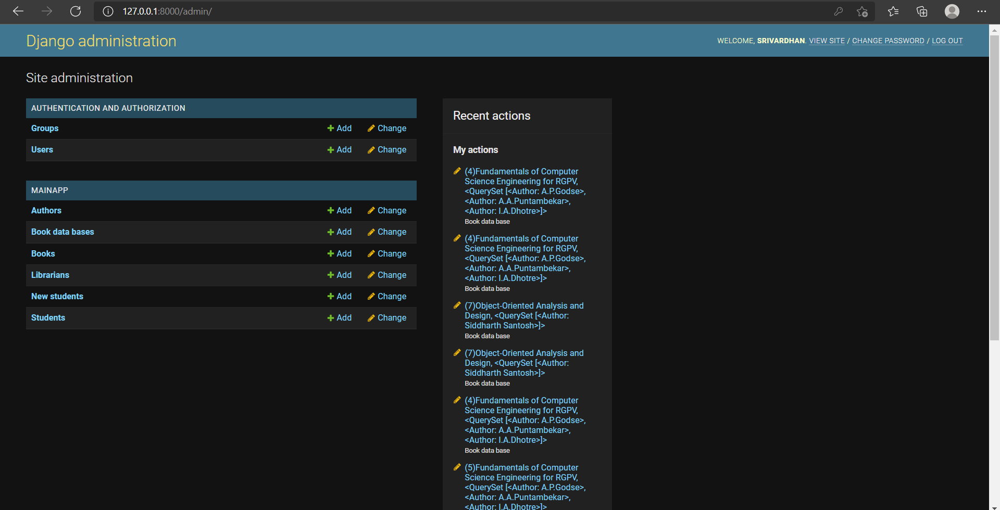 127.0.0.1:8000/admin/
Django administration
WELCOME, SRIVARDHAN. VIEW SITE / CHANGE PASSWORD / LOG OUT
Site administration
AUTHENTICATION AND AUTHORIZATION
Groups Add Change
Users Add Change
MAINAPP
Authors Add Change
Book data bases Add Change
Books Add Change
Librarians Add Change
New students Add Change
Students Add Change
Recent actions
My actions
(4)Fundamentals of Computer
Science Engineering for RGPV,
<QuerySet [<Author: A.P.Godse>,
<Author: A.A.Puntambekar>,
<Author: I.A.Dhotre>]>
Book data base
(4)Fundamentals of Computer
Science Engineering for RGPV,
<QuerySet [<Author: A.P.Godse>,
<Author: A.A.Puntambekar>,
<Author: I.A.Dhotre>]>
Book data base
(7)Object-Oriented Analysis and
Design, <QuerySet [<Author:
Siddharth Santosh>]>
Book data base
(7)Object-Oriented Analysis and
Design, <QuerySet [<Author:
Siddharth Santosh>]>
Book data base
(4)Fundamentals of Computer
Science Engineering for RGPV,
<QuerySet [<Author: A.P.Godse>,
<Author: A.A.Puntambekar>,
<Author: I.A.Dhotre>]>
Book data base
(5)Fundamentals of Computer
Science Engineering for RGPV,
<QuerySet [<Author: A.P.Godse>,
<Author: A.A.Puntambekar>,
<Author: I.A.Dhotre>]>